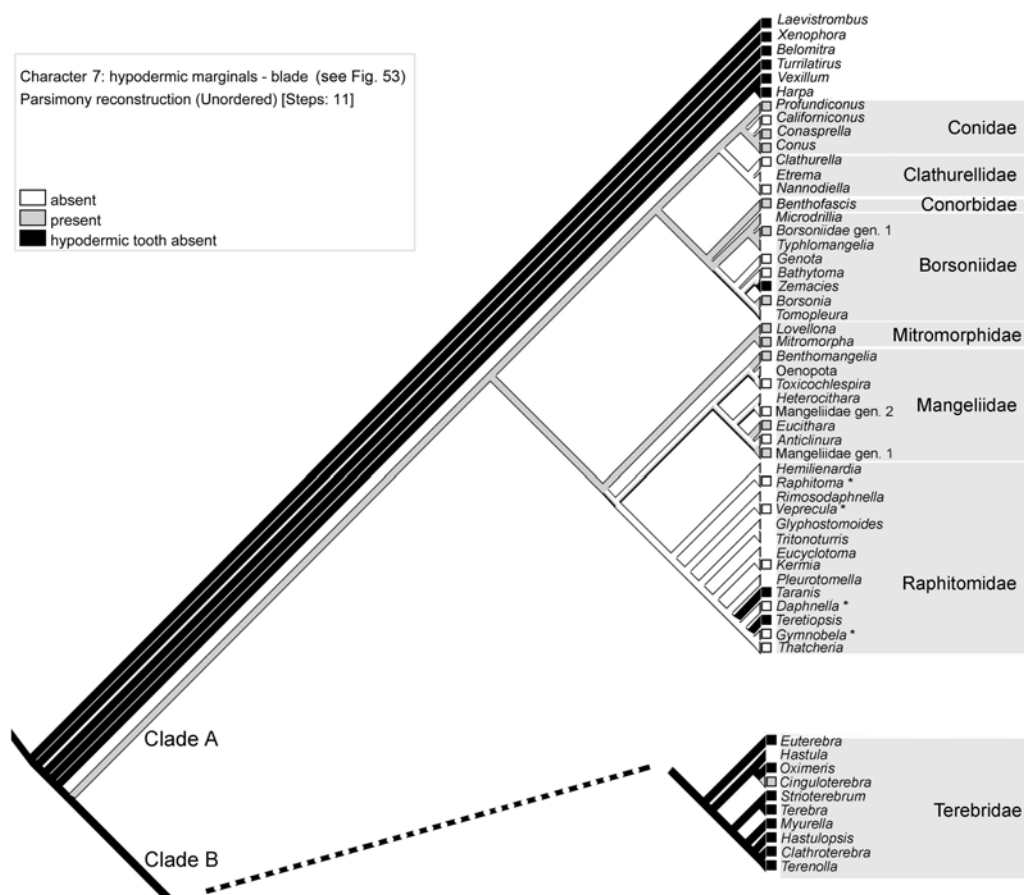 Character 7: hypodermic marginals - blade (see Fig. 53)
Parsimony reconstruction (Unordered) [Steps: 11]
absent
present
hypodermic tooth absent
Laevistrombus
Xenophora
Belomitra
Turrilatirus
Vexillum
Harpa
Profundiconus
Californiconus
Conasprella
Conus
Conidae
Clathurella
Etrema
Nannodiella
Clathurellidae
Benthofascis
Conorbidae
Microdrillia
Borsoniidae gen. 1
Typhlomangelia
Genota
Bathytoma
Zemacies
Borsonia
Tomopleura
Borsoniidae
Lovellona
Mitromorpha
Mitromorphidae
Benthomangelia
Oenopota
Toxicochlespira
Heterocithara
Mangeliidae gen. 2
Eucithara
Anticlinura
Mangeliidae gen. 1
Mangeliidae
Hemilienardia
Raphitoma *
Rimosodaphnella
Veprecula *
Glyphostomoides
Tritonoturris
Eucyclotoma
Kermia
Pleurotomella
Taranis
Daphnella *
Teretiopsis
Gymnobela *
Thatcheria
Raphitomidae
Clade A
Clade B
Euterebra
Hastula
Oximeris
Cinguloterebra
Strioterebrum
Terebra
Myurella
Hastulopsis
Clathroterebra
Terenolla
Terebridae